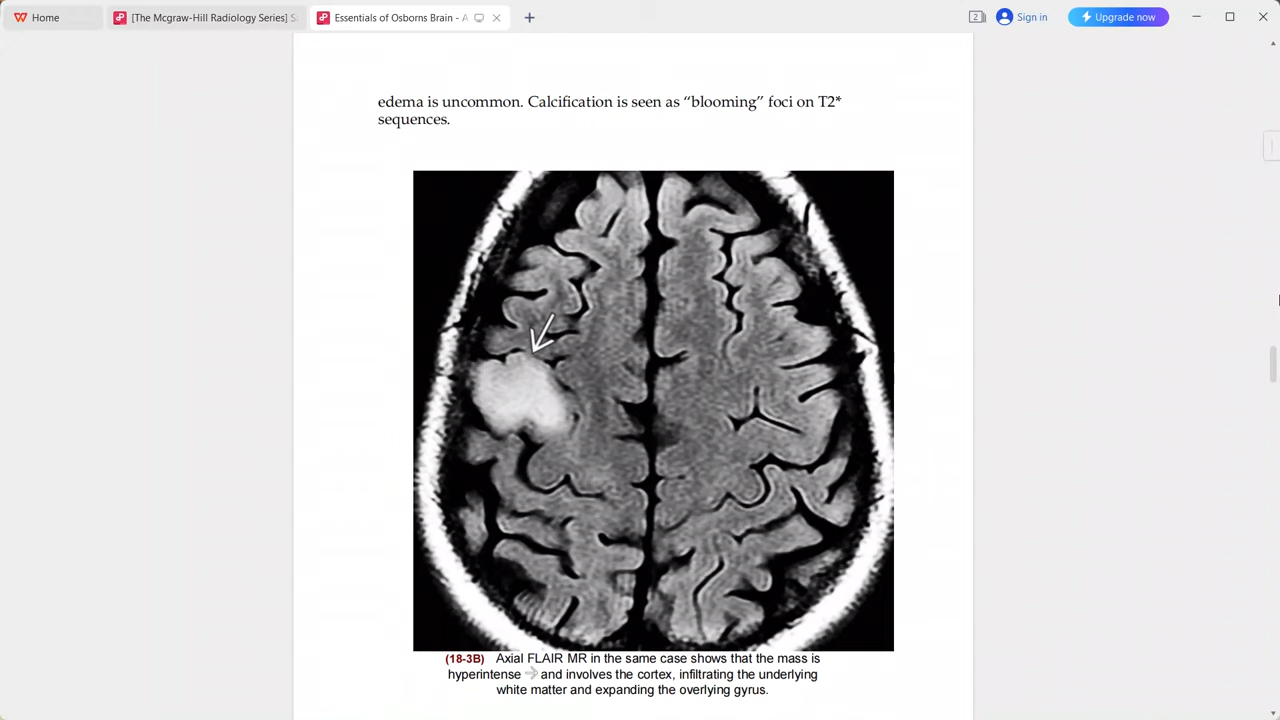 Home
[The Mcgraw-Hill Radiology Series] S
Essentials of Osborns Brain - A
2
Sign in
Upgrade now
edema is uncommon. Calcification is seen as “blooming” foci on T2*
sequences.
(18-3B) Axial FLAIR MR in the same case shows that the mass is
hyperintense and involves the cortex, infiltrating the underlying
white matter and expanding the overlying gyrus.